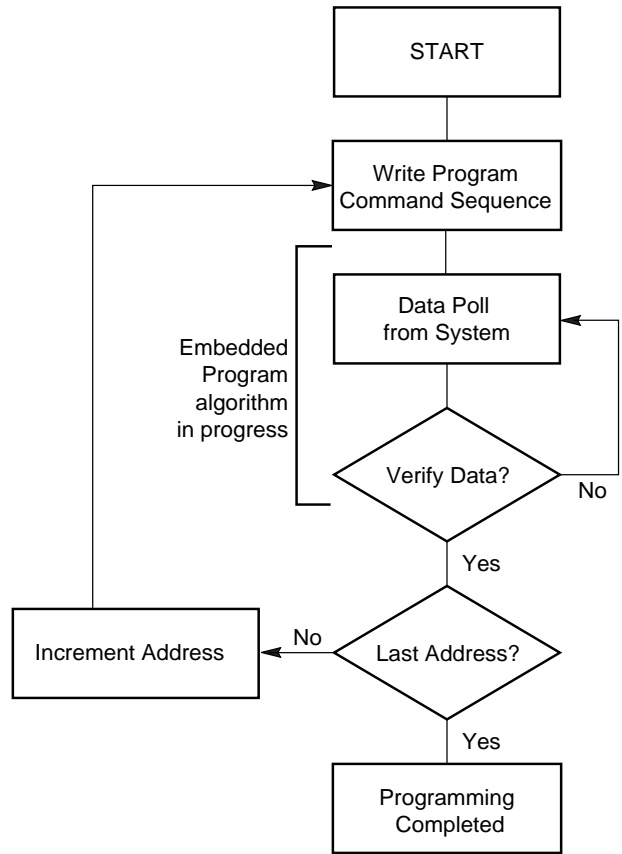 START
Write Program
Command Sequence
Data Poll
from System
Embedded
Program
algorithm
in progress
Verify Data?
No
Yes
Increment Address
No
Last Address?
Yes
Programming
Completed